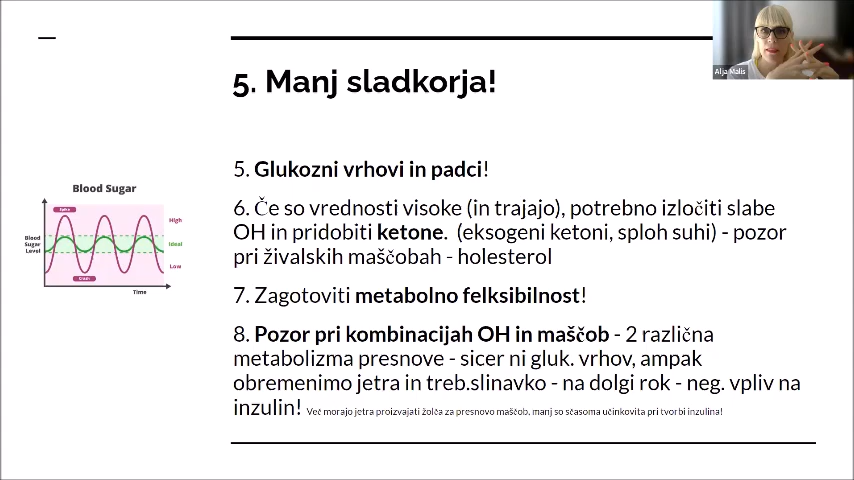 Alja Malis
5. Manj sladkorja!
5. Glukozni vrhovi in padci!
6. Če so vrednosti visoke (in trajajo), potrebno izločiti slabe
OH in pridobiti ketone. (eksogeni ketoni, sploh suhi) - pozor
pri živalskih maščobah - holesterol
7. Zagotoviti metabolno felksibilnost!
8. Pozor pri kombinacijah OH in maščob - 2 različna
metabolizma presnove - sicer ni gluk. vrhov, ampak
obremenimo jetra in treb.slinavko - na dolgi rok - neg. vpliv na
inzulin! Več morajo jetra proizvajati žolča za presnovo maščob, manj so sčasoma učinkovita pri tvorbi inzulina!
Blood Sugar
Spike
High
Blood
Sugar
Level
Ideal
Low
Crash
Time